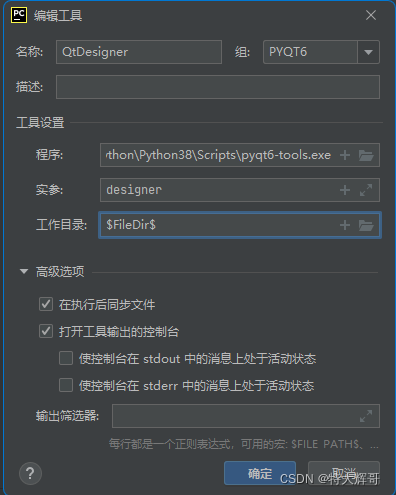 PC 编辑工具
名称: QtDesigner 组: PYQT6
描述:
工具设置
程序: rthon\Python38\Scripts\pyqt6-tools.exe
实参: designer
工作目录: $FileDir$
高级选项
在执行后同步文件
打开工具输出的控制台
使控制台在 stdout 中的消息上处于活动状态
使控制台在 stderr 中的消息上处于活动状态
输出筛选器:
每行都是一个正则表达式，可用的宏: $FILE_PATH$、...
? 确定 取消
CSDN @特大辉哥